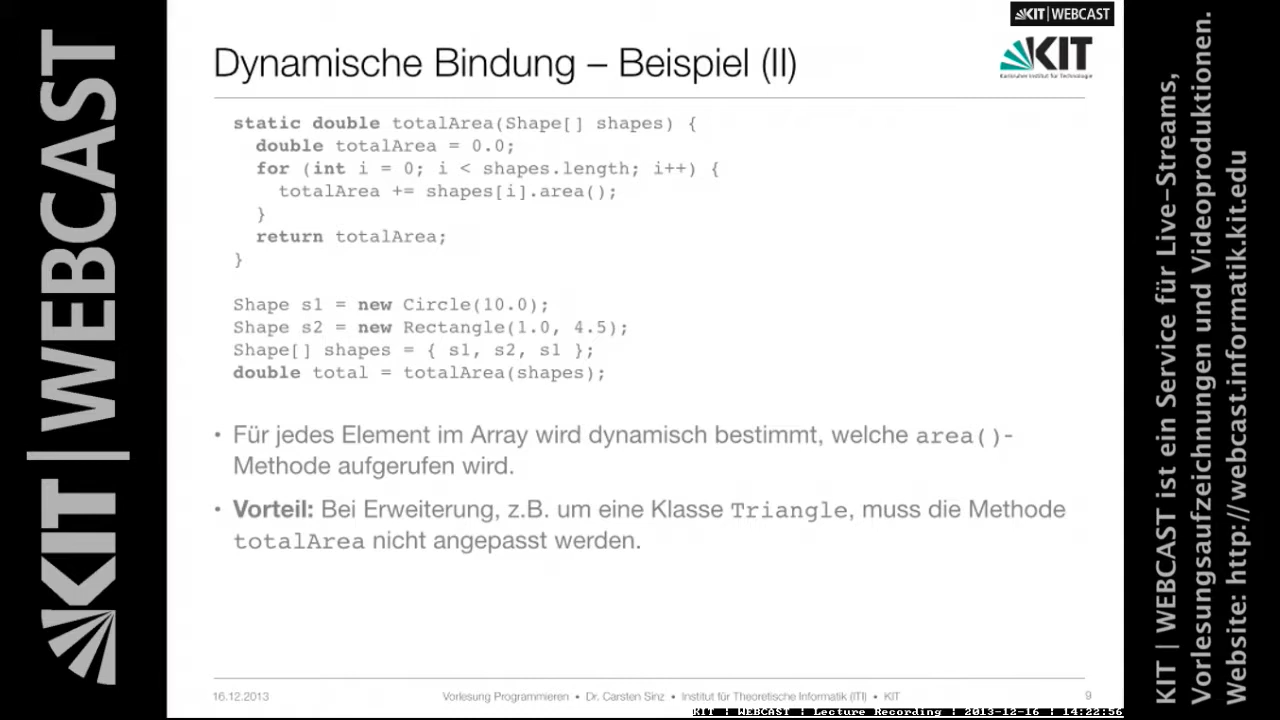 KIT | WEBCAST
KIT|WEBCAST
KIT
Karlsruher Institut für Technologie
Dynamische Bindung – Beispiel (II)
static double totalArea(Shape[] shapes) {
double totalArea = 0.0;
for (int i = 0; i < shapes.length; i++) {
totalArea += shapes[i].area();
}
return totalArea;
}
Shape s1 = new Circle(10.0);
Shape s2 = new Rectangle(1.0, 4.5);
Shape[] shapes = { s1, s2, s1 };
double total = totalArea(shapes);
• Für jedes Element im Array wird dynamisch bestimmt, welche area()-
Methode aufgerufen wird.
• Vorteil: Bei Erweiterung, z.B. um eine Klasse Triangle, muss die Methode
totalArea nicht angepasst werden.
16.12.2013
Vorlesung Programmieren • Dr. Carsten Sinz • Institut für Theoretische Informatik (ITI) • KIT
9
KIT : WEBCAST : Lecture Recording : 2013-12-16 : 14:22:56
KIT | WEBCAST ist ein Service für Live-Streams,
Vorlesungsaufzeichnungen und Videoproduktionen.
Website: http://webcast.informatik.kit.edu